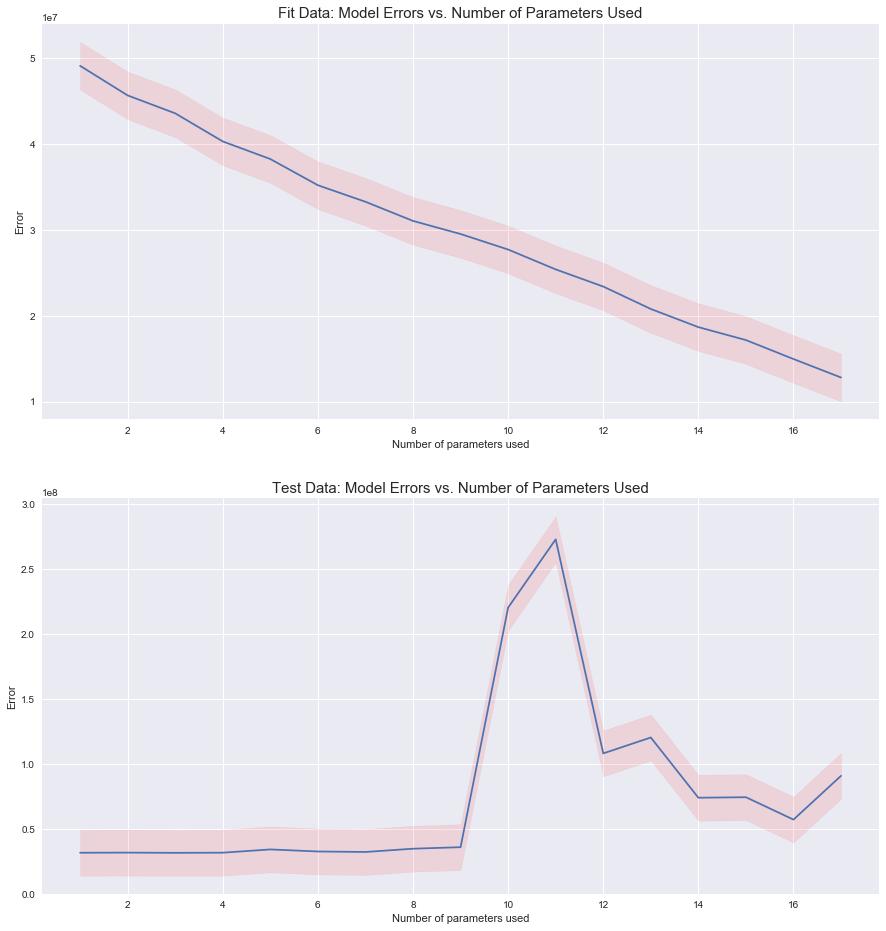 Fit Data: Model Errors vs. Number of Parameters Used
1e7
5
4
3
2
1
Error
2 4 6 8 10 12 14 16
Number of parameters used
Test Data: Model Errors vs. Number of Parameters Used
1e8
3.0
2.5
2.0
1.5
1.0
0.5
0.0
Error
2 4 6 8 10 12 14 16
Number of parameters used